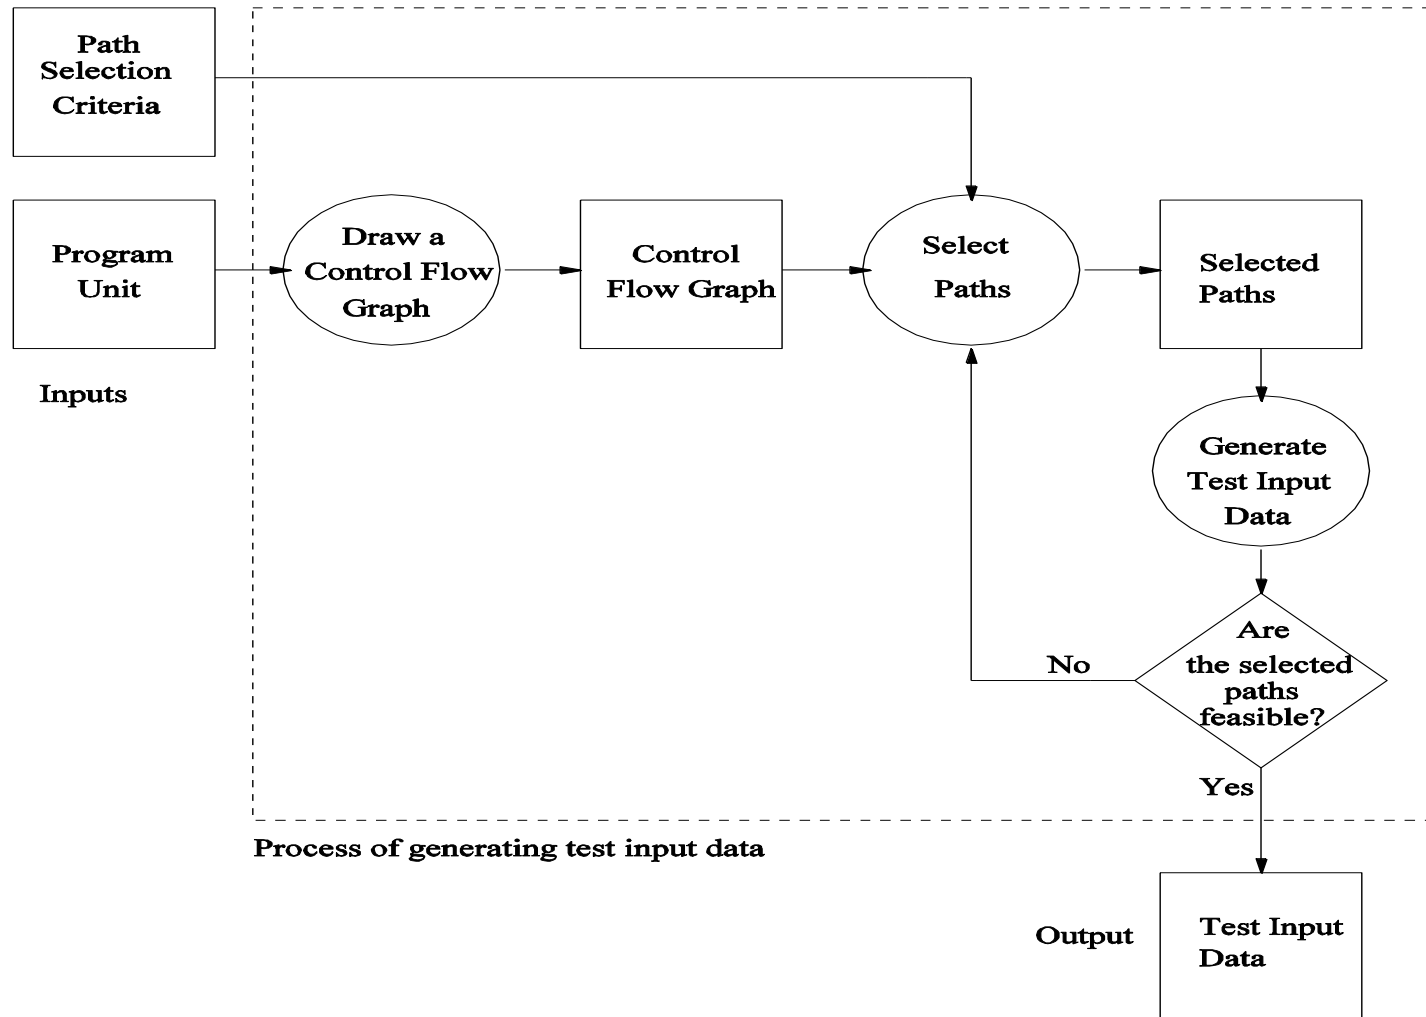 Path
Selection
Criteria
Program
Unit
Inputs
Draw a
Control Flow
Graph
Control
Flow Graph
Select
Paths
Selected
Paths
Generate
Test Input
Data
Are
the selected
paths
feasible?
No
Yes
Process of generating test input data
Output
Test Input
Data